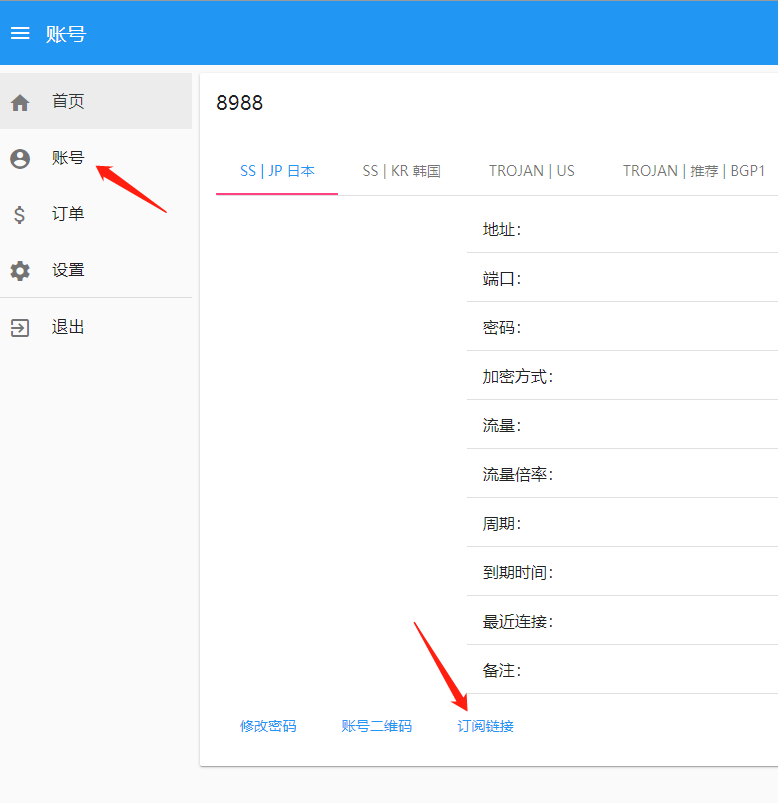 账号
首页
账号
订单
设置
退出
8988
SS | JP 日本 SS | KR 韩国 TROJAN | US TROJAN | 推荐 | BGP1
地址：
端口：
密码：
加密方式：
流量：
流量倍率：
周期：
到期时间：
最近连接：
备注：
修改密码 账号二维码 订阅链接